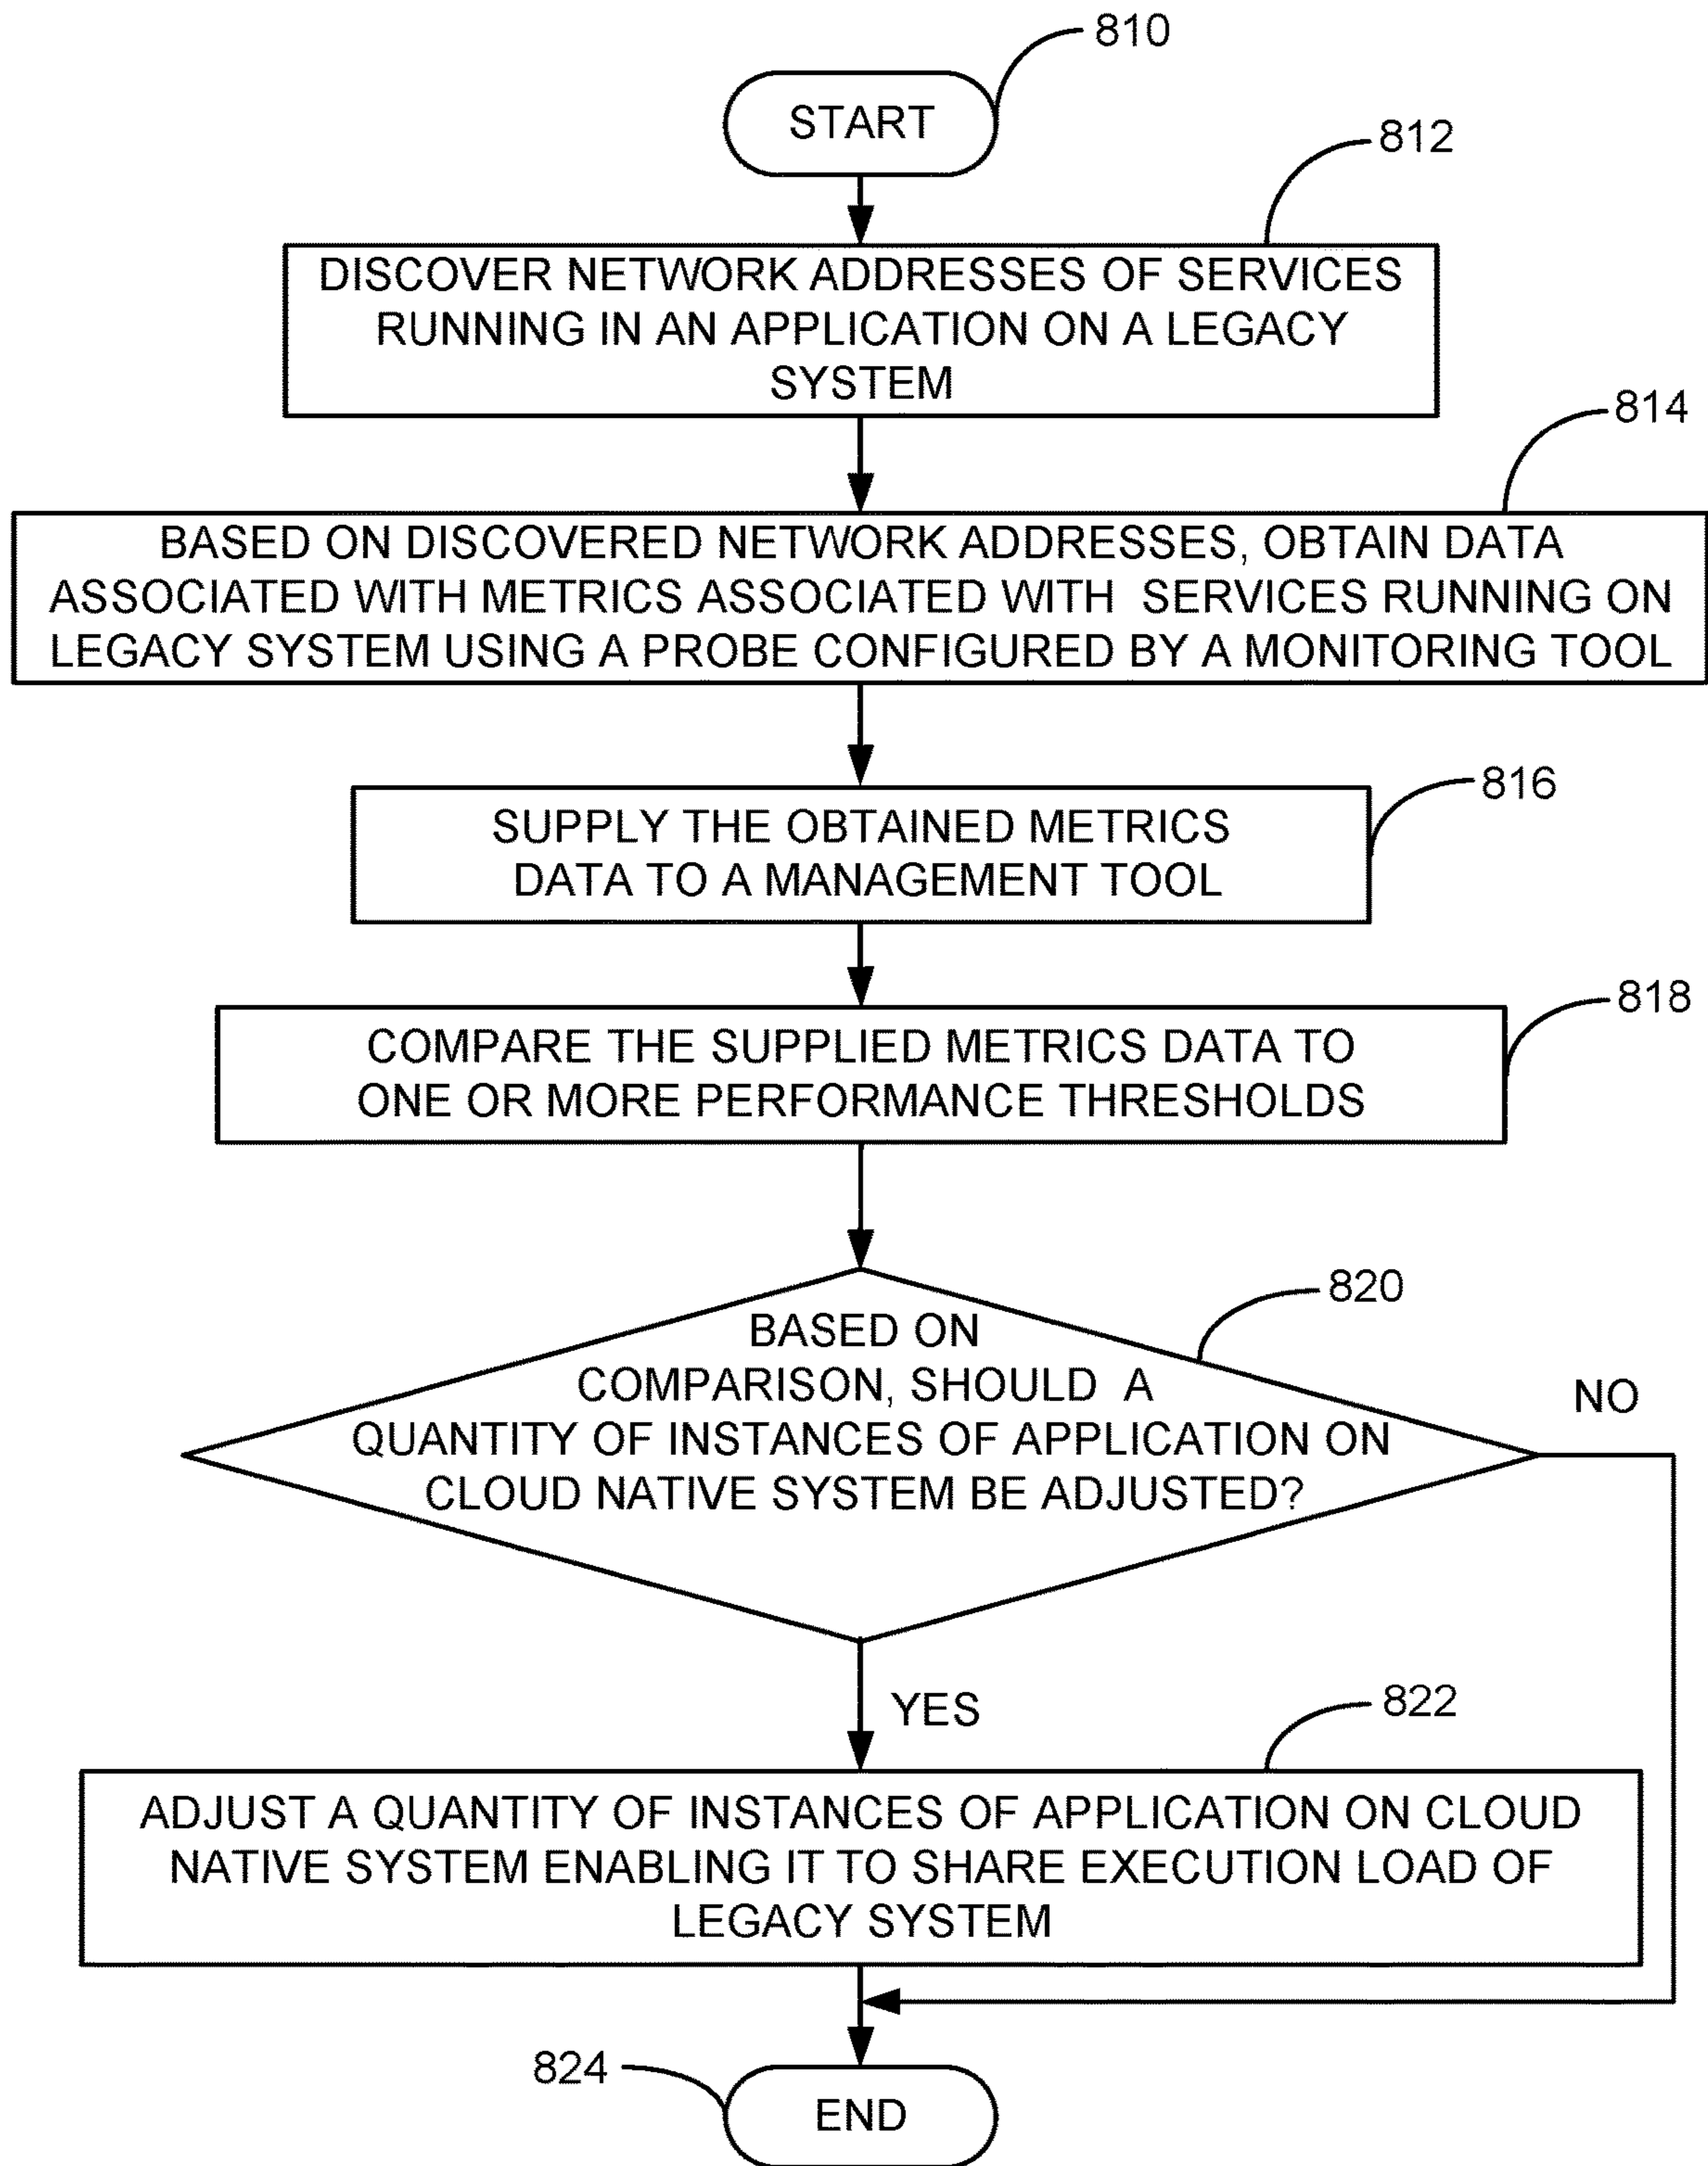 810
START
812
DISCOVER NETWORK ADDRESSES OF SERVICES
RUNNING IN AN APPLICATION ON A LEGACY
SYSTEM
814
BASED ON DISCOVERED NETWORK ADDRESSES, OBTAIN DATA
ASSOCIATED WITH METRICS ASSOCIATED WITH SERVICES RUNNING ON
LEGACY SYSTEM USING A PROBE CONFIGURED BY A MONITORING TOOL
816
SUPPLY THE OBTAINED METRICS
DATA TO A MANAGEMENT TOOL
818
COMPARE THE SUPPLIED METRICS DATA TO
ONE OR MORE PERFORMANCE THRESHOLDS
820
BASED ON
COMPARISON, SHOULD A
QUANTITY OF INSTANCES OF APPLICATION ON
CLOUD NATIVE SYSTEM BE ADJUSTED?
NO
YES
822
ADJUST A QUANTITY OF INSTANCES OF APPLICATION ON CLOUD
NATIVE SYSTEM ENABLING IT TO SHARE EXECUTION LOAD OF
LEGACY SYSTEM
824
END